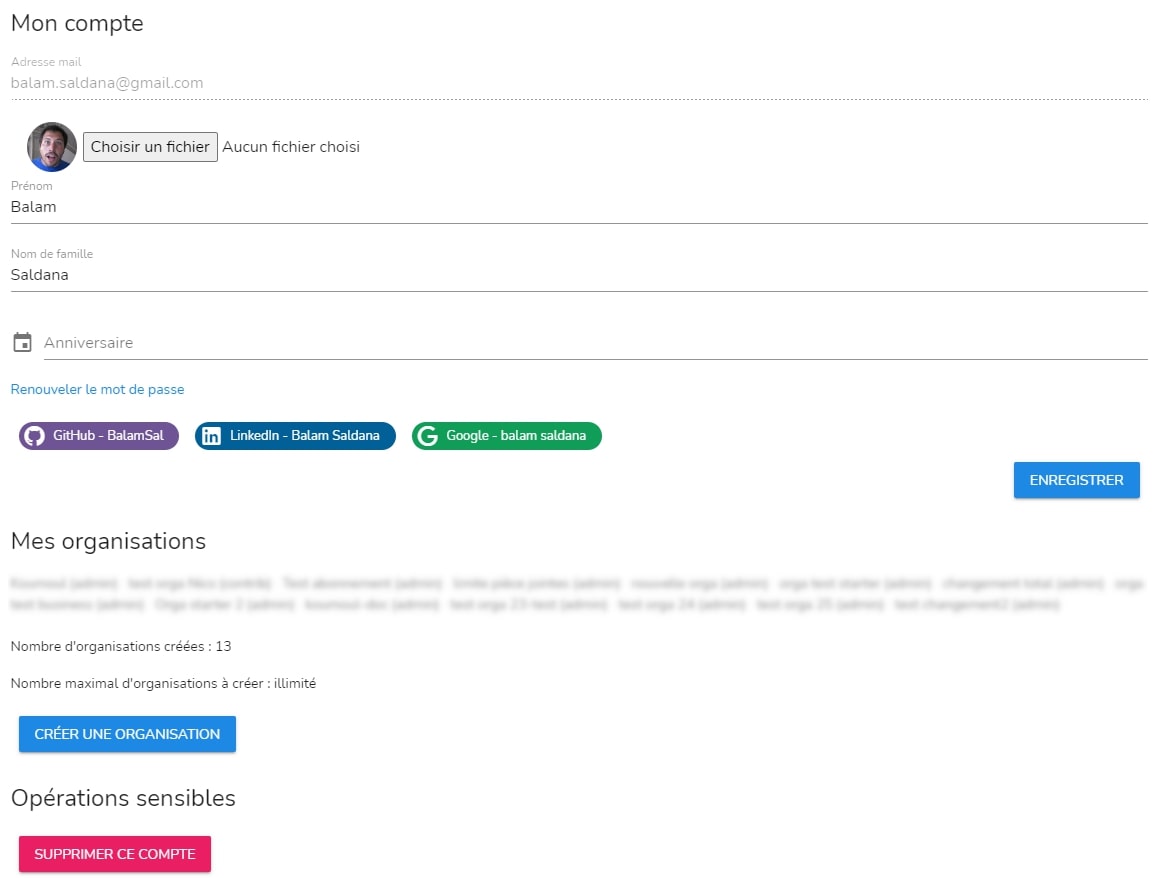 Mon compte
Adresse mail
balam.saldana@gmail.com
Choisir un fichier Aucun fichier choisi
Prénom
Balam
Nom de famille
Saldana
Anniversaire
Renouveler le mot de passe
GitHub - BalamSal LinkedIn - Balam Saldana Google - balam saldana
ENREGISTRER
Mes organisations
Nombre d'organisations créées : 13
Nombre maximal d'organisations à créer : illimité
CRÉER UNE ORGANISATION
Opérations sensibles
SUPPRIMER CE COMPTE